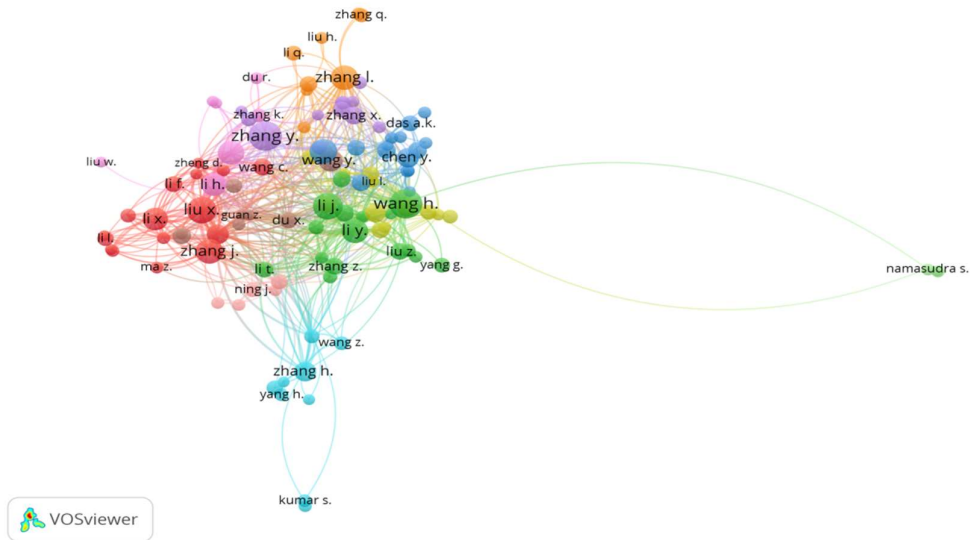 zhang q.
liu h.
li q.
zhang l.
du r.
zhang k.
zhang x.
das a.k.
zhang y.
wang y.
chen y.
liu w.
zheng d.
wang c.
li f.
li h.
liu l.
li x.
liu x.
guan z.
du x.
li j.
wang h.
li y.
li l.
zhang j.
liu z.
ma z.
li t.
zhang z.
yang g.
namasudra s.
ning j.
wang z.
zhang h.
yang h.
kumar s.
VOSviewer